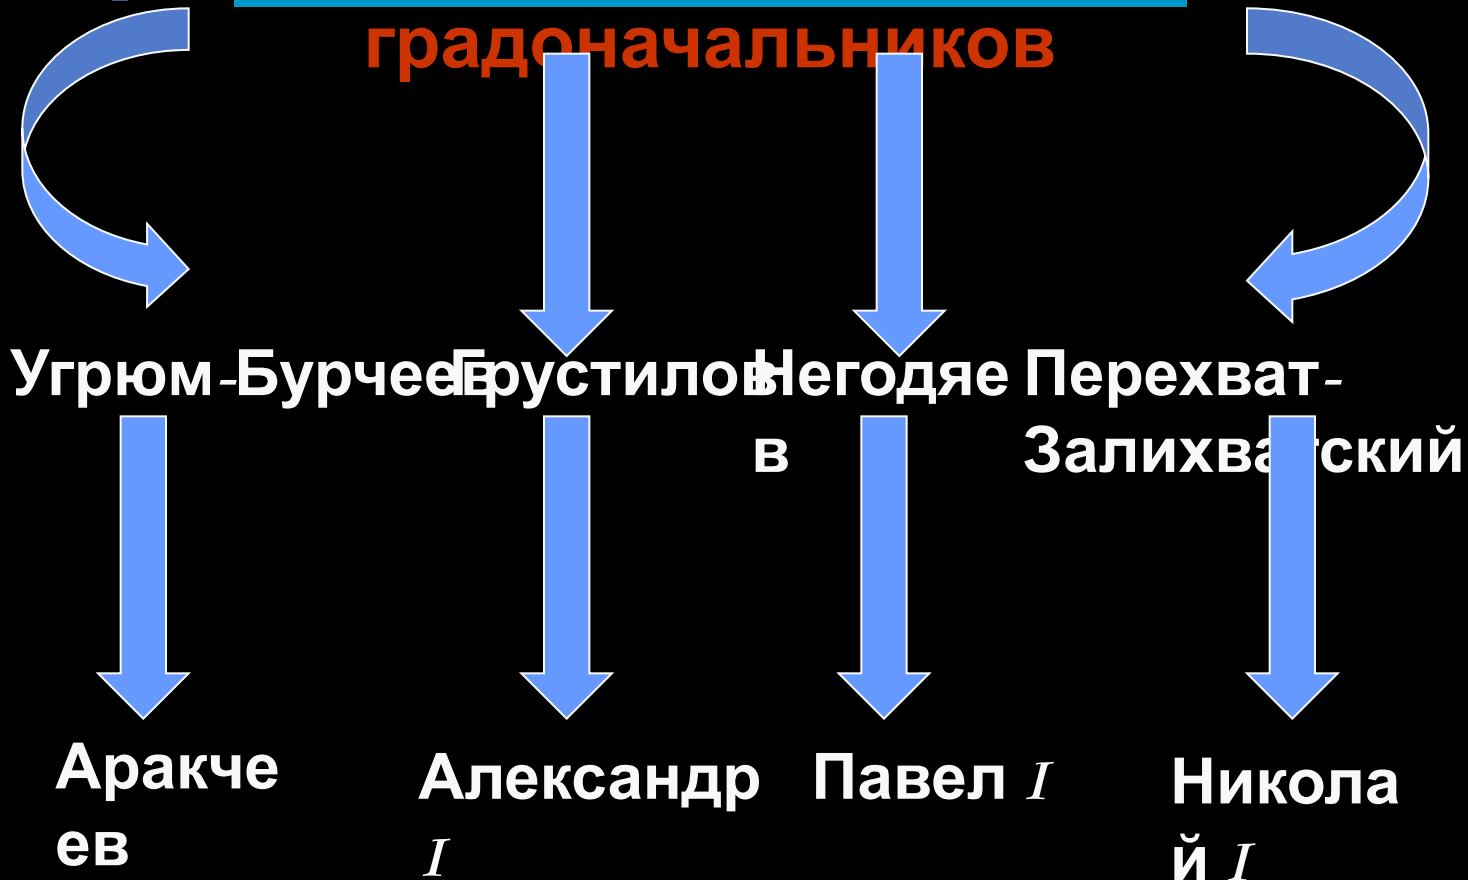 градоначальников
Угрюм-Бурчеев
Грустилов
Негодяе
в
Перехват-
Залихватский
Аракче
ев
Александр
I
Павел I
Никола
й I